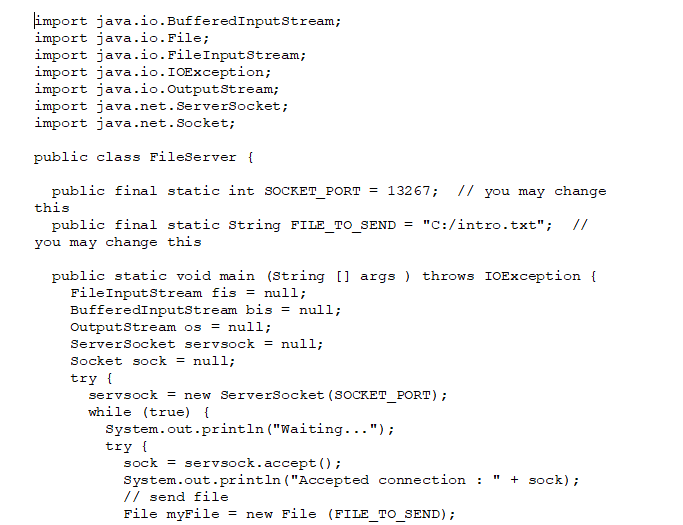 import java.io.BufferedInputStream;
import java.io.File;
import java.io.FileInputStream;
import java.io.IOException;
import java.io.OutputStream;
import java.net.ServerSocket;
import java.net.Socket;

public class FileServer {

  public final static int SOCKET_PORT = 13267;  // you may change
this
  public final static String FILE_TO_SEND = "C:/intro.txt";  //
you may change this

  public static void main (String [] args ) throws IOException {
    FileInputStream fis = null;
    BufferedInputStream bis = null;
    OutputStream os = null;
    ServerSocket servsock = null;
    Socket sock = null;
    try {
      servsock = new ServerSocket(SOCKET_PORT);
      while (true) {
        System.out.println("Waiting...");
        try {
          sock = servsock.accept();
          System.out.println("Accepted connection : " + sock);
          // send file
          File myFile = new File (FILE_TO_SEND);